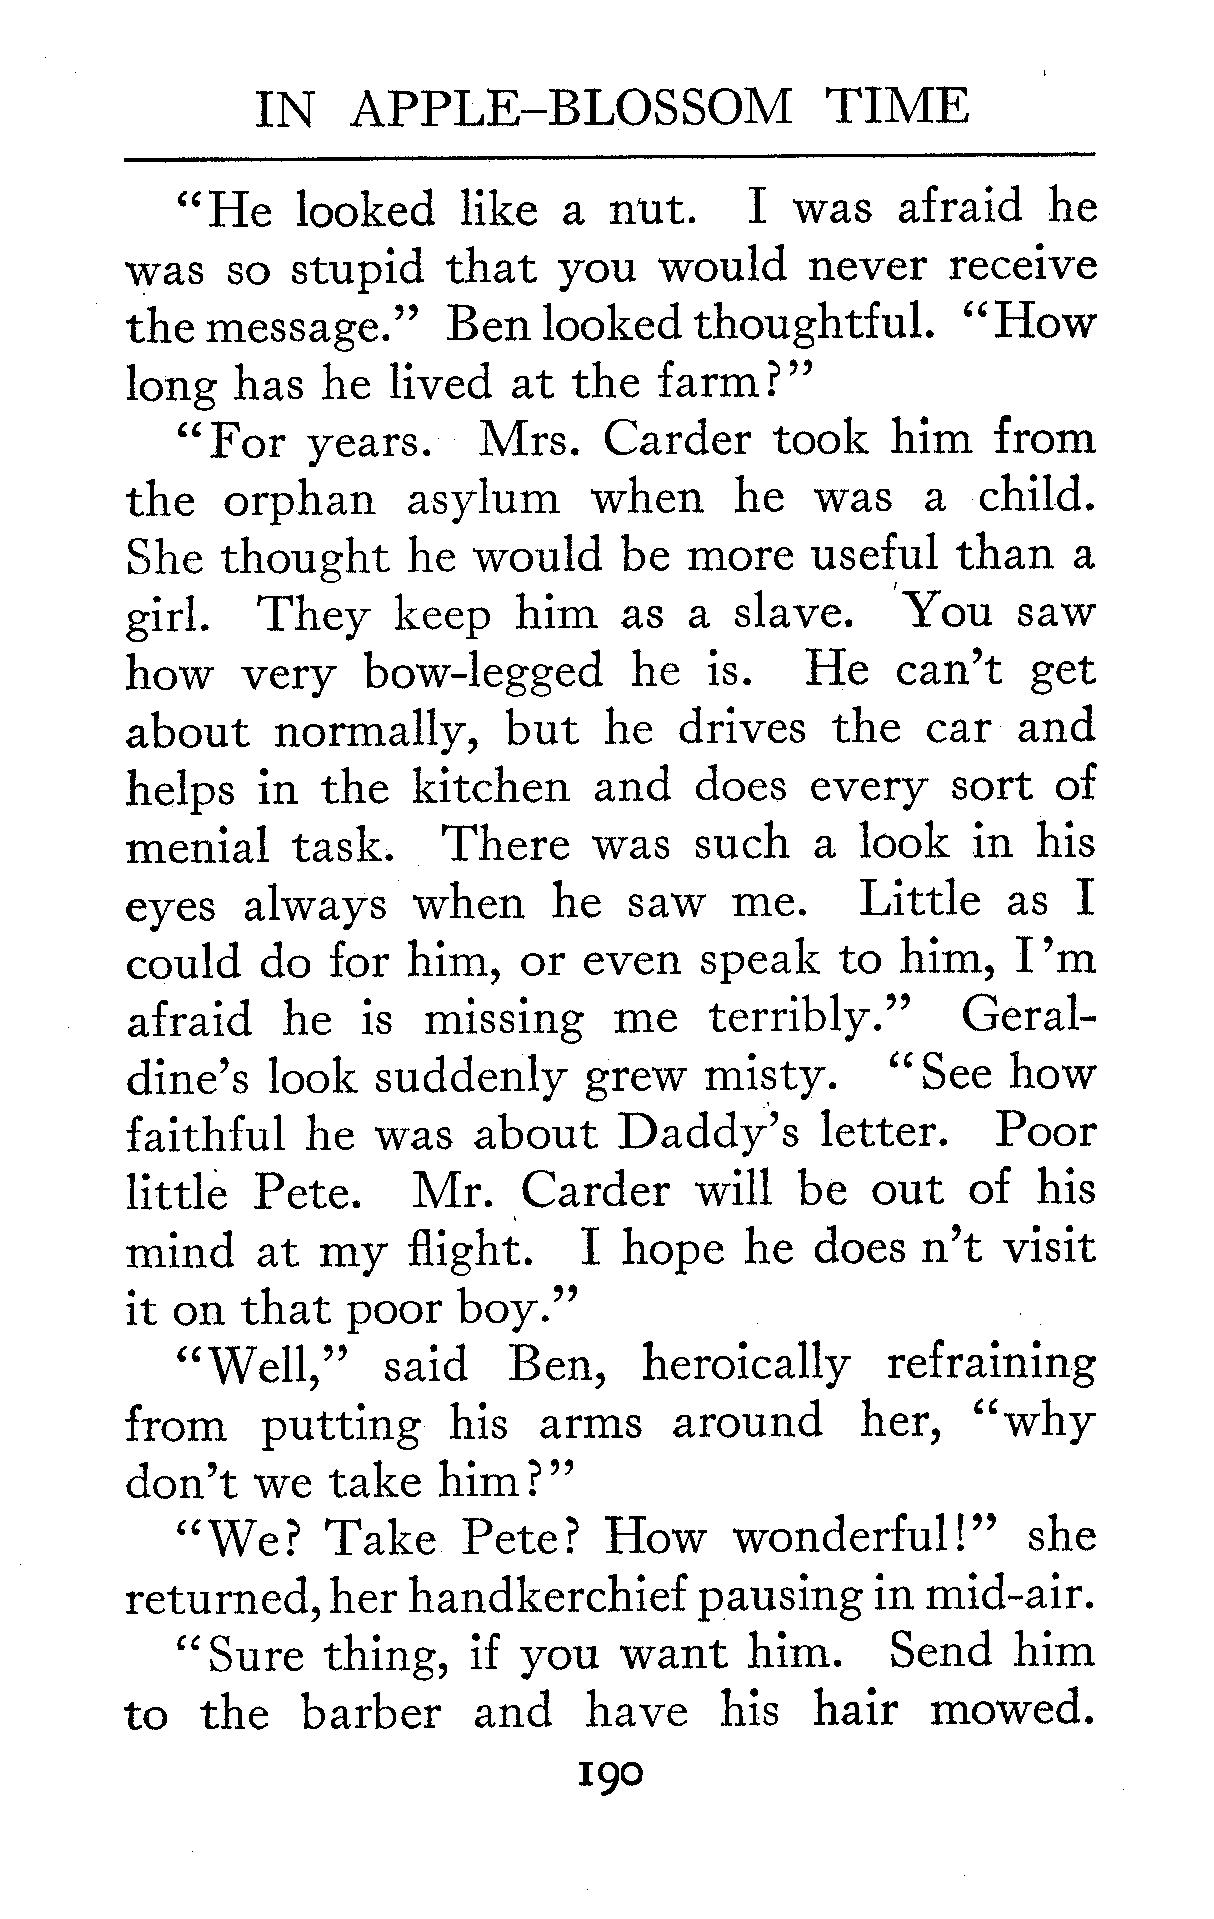 IN APPLE-BLOSSOM TIME
"He looked like a nut. I was afraid he
was so stupid that you would never receive
the message." Ben looked thoughtful. "How
long has he lived at the farm?"
"For years. Mrs. Carder took him from
the orphan asylum when he was a child.
She thought he would be more useful than a
girl. They keep him as a slave. You saw
how very bow-legged he is. He can't get
about normally, but he drives the car and
helps in the kitchen and does every sort of
menial task. There was such a look in his
eyes always when he saw me. Little as I
could do for him, or even speak to him, I'm
afraid he is missing me terribly." Geral-
dine's look suddenly grew misty. "See how
faithful he was about Daddy's letter. Poor
little Pete. Mr. Carder will be out of his
mind at my flight. I hope he does n't visit
it on that poor boy."
"Well," said Ben, heroically refraining
from putting his arms around her, "why
don't we take him?"
"We? Take Pete? How wonderful!" she
returned, her handkerchief pausing in mid-air.
"Sure thing, if you want him. Send him
to the barber and have his hair mowed.
190